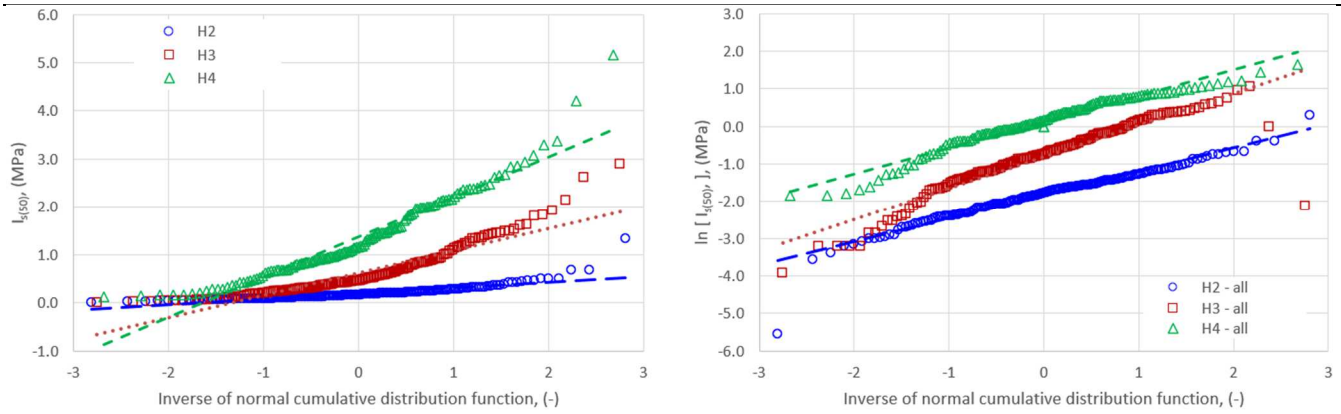 6.0
5.0
4.0
3.0
2.0
1.0
0.0
-1.0
I_s(50), (MPa)
H2
H3
H4
-3 -2 -1 0 1 2 3
Inverse of normal cumulative distribution function, (-)
3.0
2.0
1.0
0.0
-1.0
-2.0
-3.0
-4.0
-5.0
-6.0
ln [ I_s(50), ], (MPa)
H2 - all
H3 - all
H4 - all
-3 -2 -1 0 1 2 3
Inverse of normal cumulative distribution function, (-)